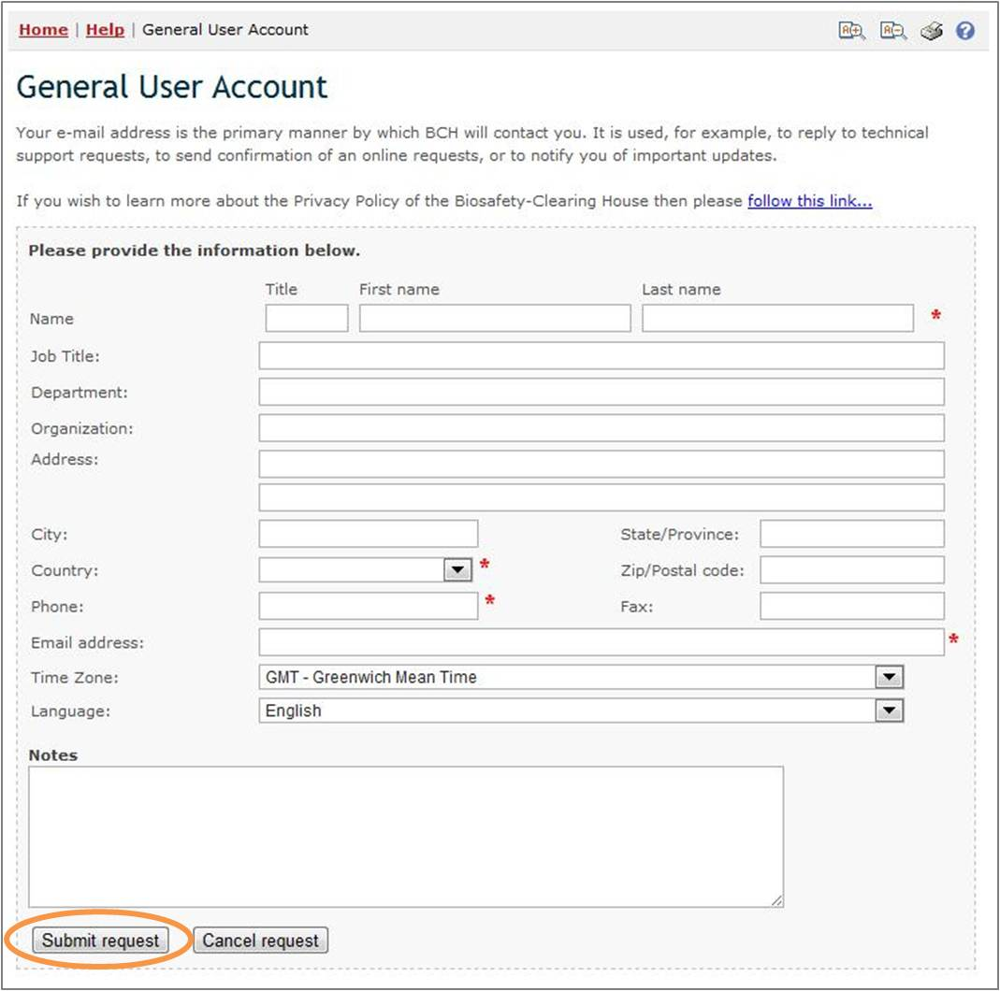 Home | Help | General User Account
General User Account
Your e-mail address is the primary manner by which BCH will contact you. It is used, for example, to reply to technical
support requests, to send confirmation of an online requests, or to notify you of important updates.
If you wish to learn more about the Privacy Policy of the Biosafety-Clearing House then please follow this link...
Please provide the information below.
Title First name Last name
Name *
Job Title:
Department:
Organization:
Address:
City: State/Province:
Country: * Zip/Postal code:
Phone: * Fax:
Email address: *
Time Zone: GMT - Greenwich Mean Time
Language: English
Notes
Submit request Cancel request